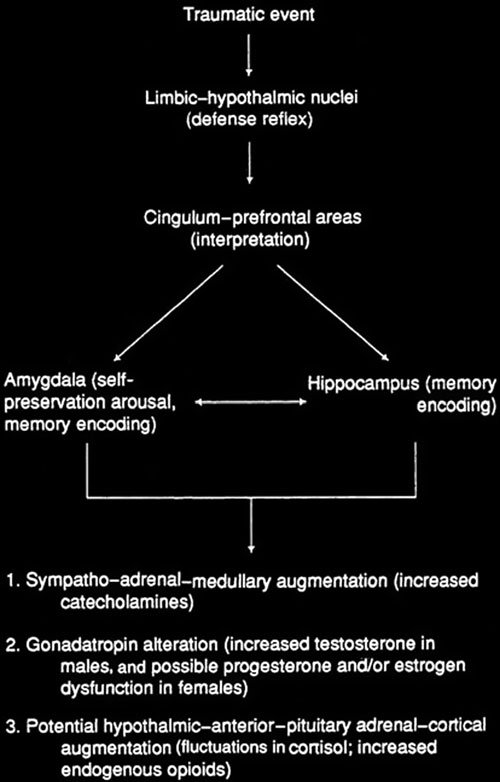 Traumatic event
Limbic–hypothalmic nuclei
(defense reflex)
Cingulum–prefrontal areas
(interpretation)
Amygdala (self-
preservation arousal,
memory encoding)
Hippocampus (memory
encoding)
1. Sympatho–adrenal–medullary augmentation (increased
catecholamines)
2. Gonadatropin alteration (increased testosterone in
males, and possible progesterone and/or estrogen
dysfunction in females)
3. Potential hypothalmic–anterior–pituitary adrenal–cortical
augmentation (fluctuations in cortisol; increased
endogenous opioids)